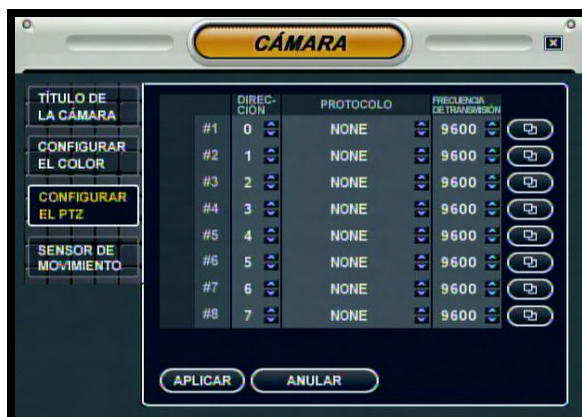 CÁMARA
TÍTULO DE
LA CÁMARA
CONFIGURAR
EL COLOR
CONFIGURAR
EL PTZ
SENSOR DE
MOVIMIENTO
DIREC-
CIÓN
PROTOCOLO
FRECUENCIA
DE TRANSMISIÓN
#1 0 NONE 9600
#2 1 NONE 9600
#3 2 NONE 9600
#4 3 NONE 9600
#5 4 NONE 9600
#6 5 NONE 9600
#7 6 NONE 9600
#8 7 NONE 9600
APLICAR ANULAR